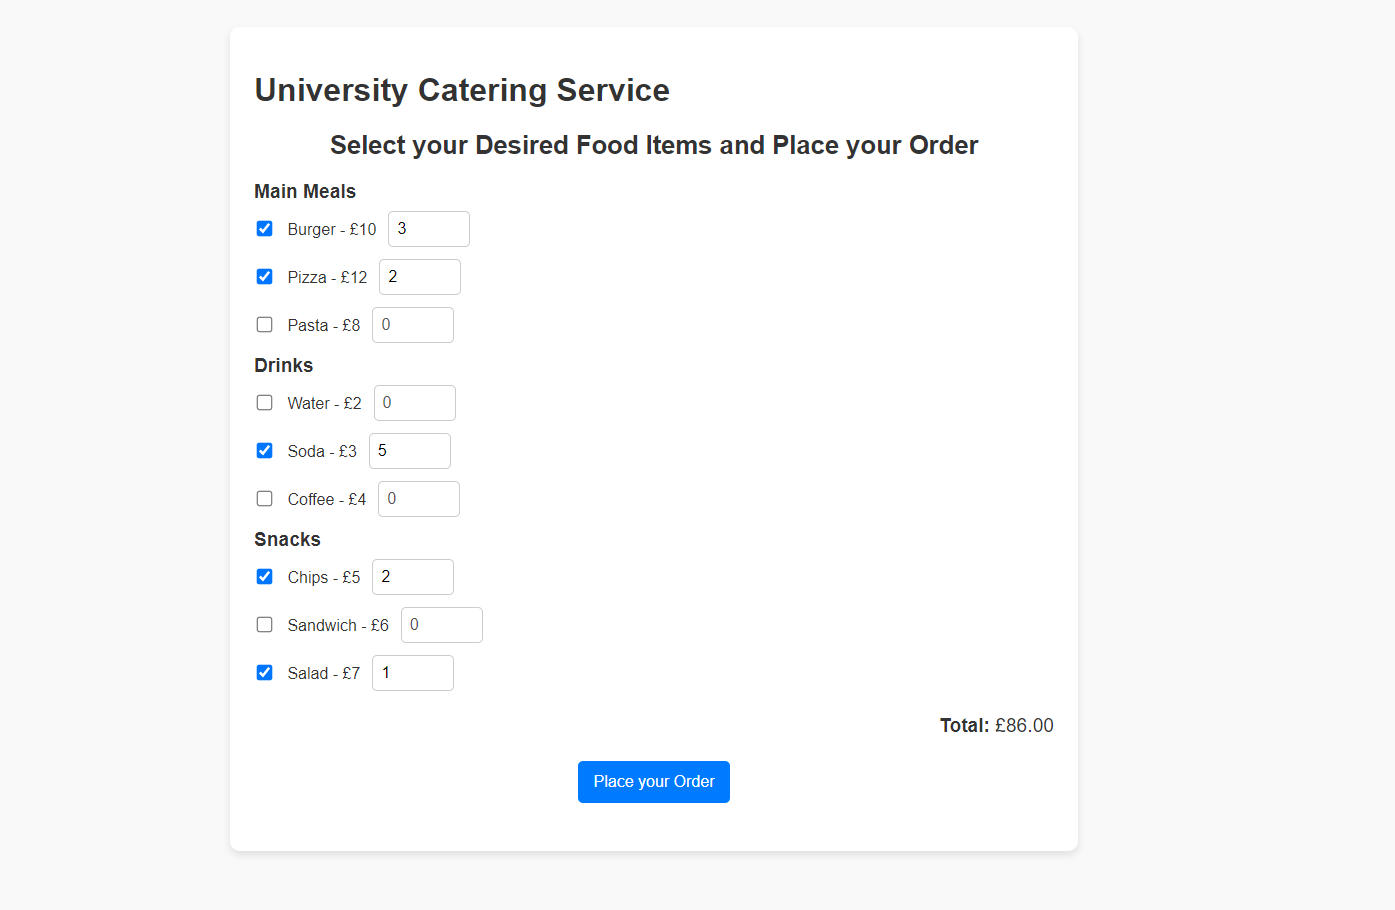 University Catering Service
Select your Desired Food Items and Place your Order
Main Meals
Burger - £10 3
Pizza - £12 2
Pasta - £8 0
Drinks
Water - £2 0
Soda - £3 5
Coffee - £4 0
Snacks
Chips - £5 2
Sandwich - £6 0
Salad - £7 1
Total: £86.00
Place your Order